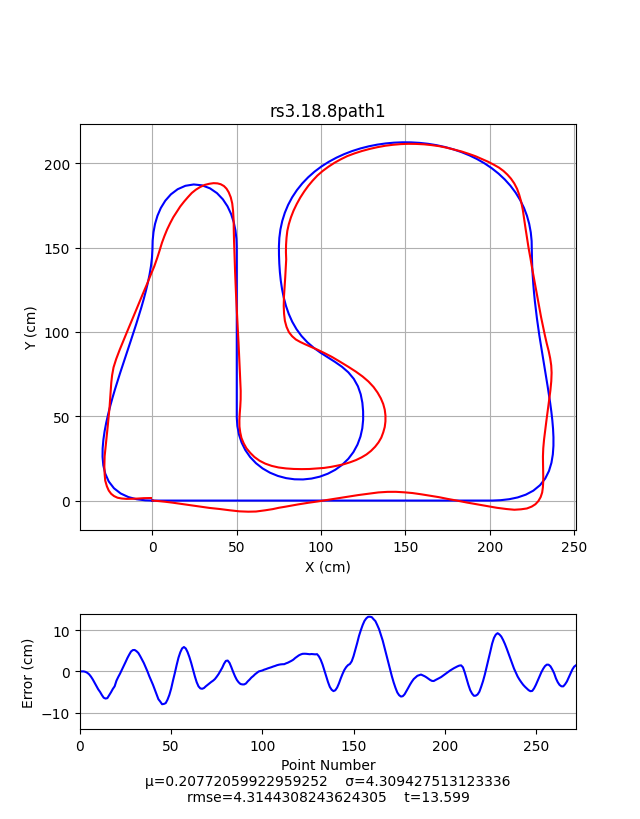 rs3.18.8path1
200
150
100
50
0
Y (cm)
0 50 100 150 200 250
X (cm)
10
0
−10
Error (cm)
0 50 100 150 200 250
Point Number
μ=0.20772059922959252 σ=4.309427513123336
rmse=4.3144308243624305 t=13.599